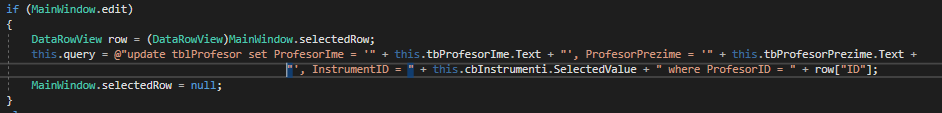 if (MainWindow.edit)
{
DataRowView row = (DataRowView)MainWindow.selectedRow;
this.query = @"update tblProfesor set ProfesorIme = '" + this.tbProfesorIme.Text + "', ProfesorPrezime = '" + this.tbProfesorPrezime.Text +
"', InstrumentID = " + this.cbInstrumenti.SelectedValue + " where ProfesorID = " + row["ID"];
MainWindow.selectedRow = null;
}